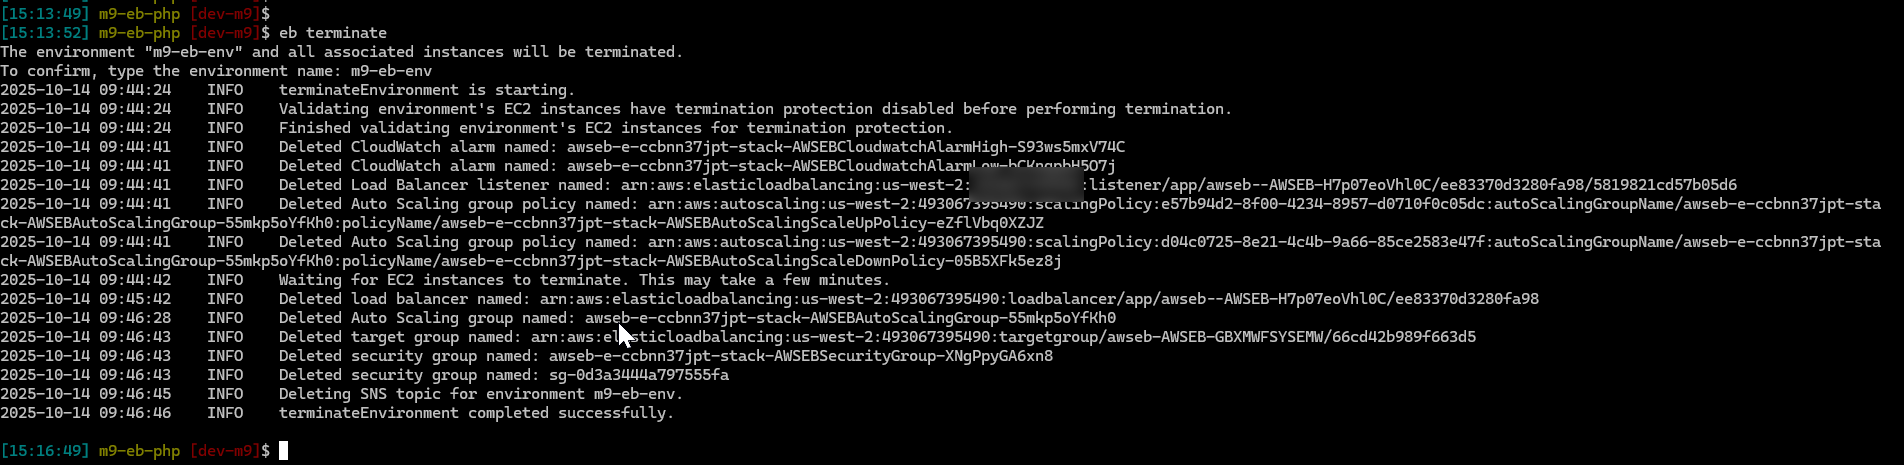 [15:13:49] m9-eb-php [dev-m9]$
[15:13:52] m9-eb-php [dev-m9]$ eb terminate
The environment "m9-eb-env" and all associated instances will be terminated.
To confirm, type the environment name: m9-eb-env
2025-10-14 09:44:24    INFO    terminateEnvironment is starting.
2025-10-14 09:44:24    INFO    Validating environment's EC2 instances have termination protection disabled before performing termination.
2025-10-14 09:44:24    INFO    Finished validating environment's EC2 instances for termination protection.
2025-10-14 09:44:41    INFO    Deleted CloudWatch alarm named: awseb-e-ccbnn37jpt-stack-AWSEBCloudwatchAlarmHigh-S93ws5mxV74C
2025-10-14 09:44:41    INFO    Deleted CloudWatch alarm named:
2025-10-14 09:44:41    INFO    Deleted Load Balancer listener named: arn:aws:elasticloadbalancing:us-west-2: :listener/app/awseb--AWSEB-H7p07eoVhl0C/ee83370d3280fa98/5819821cd57b05d6
2025-10-14 09:44:41    INFO    Deleted Auto Scaling group policy named: arn:aws:autoscaling:us-west-2:493067395490:scalingPolicy:e57b94d2-8f00-4234-8957-d0710f0c05dc:autoScalingGroupName/awseb-e-ccbnn37jpt-sta
ck-AWSEBAutoScalingGroup-55mkp5oYfKh0:policyName/awseb-e-ccbnn37jpt-stack-AWSEBAutoScalingScaleUpPolicy-eZflVbq0XZJZ
2025-10-14 09:44:41    INFO    Deleted Auto Scaling group policy named: arn:aws:autoscaling:us-west-2:493067395490:scalingPolicy:d04c0725-8e21-4c4b-9a66-85ce2583e47f:autoScalingGroupName/awseb-e-ccbnn37jpt-sta
ck-AWSEBAutoScalingGroup-55mkp5oYfKh0:policyName/awseb-e-ccbnn37jpt-stack-AWSEBAutoScalingScaleDownPolicy-05B5XFk5ez8j
2025-10-14 09:44:42    INFO    Waiting for EC2 instances to terminate. This may take a few minutes.
2025-10-14 09:45:42    INFO    Deleted load balancer named: arn:aws:elasticloadbalancing:us-west-2:493067395490:loadbalancer/app/awseb--AWSEB-H7p07eoVhl0C/ee83370d3280fa98
2025-10-14 09:46:28    INFO    Deleted Auto Scaling group named: awseb-e-ccbnn37jpt-stack-AWSEBAutoScalingGroup-55mkp5oYfKh0
2025-10-14 09:46:43    INFO    Deleted target group named: arn:aws:elasticloadbalancing:us-west-2:493067395490:targetgroup/awseb-AWSEB-GBXMWFSYSEMW/66cd42b989f663d5
2025-10-14 09:46:43    INFO    Deleted security group named: awseb-e-ccbnn37jpt-stack-AWSEBSecurityGroup-XNgPpyGA6xn8
2025-10-14 09:46:43    INFO    Deleted security group named: sg-0d3a3444a797555fa
2025-10-14 09:46:45    INFO    Deleting SNS topic for environment m9-eb-env.
2025-10-14 09:46:46    INFO    terminateEnvironment completed successfully.
[15:16:49] m9-eb-php [dev-m9]$